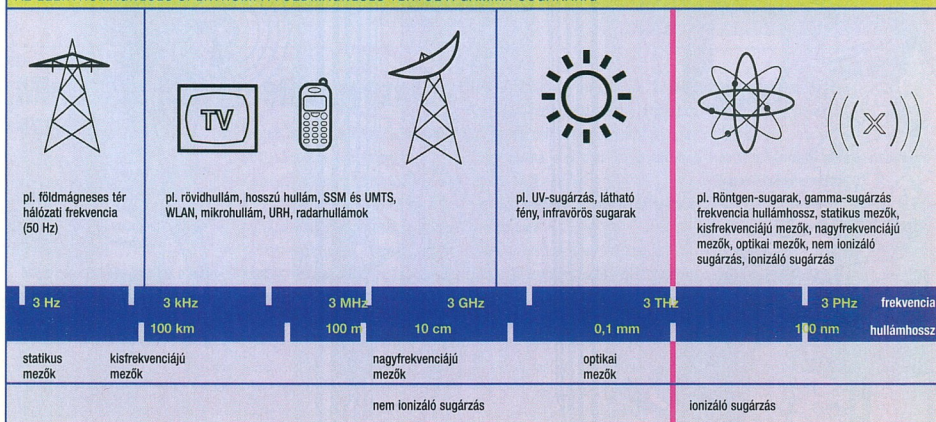 TV
X
pl. földmágneses tér
hálózati frekvencia
(50 Hz)
pl. rövidhullám, hosszú hullám, SSM és UMTS,
WLAN, mikrohullám, URH, radarhullámok
pl. UV-sugárzás, látható
fény, infravörös sugarak
pl. Röntgen-sugarak, gamma-sugárzás
frekvencia hullámhossz, statikus mezők,
kisfrekvenciájú mezők, nagyfrekvenciájú
mezők, optikai mezők, nem ionizáló
sugárzás, ionizáló sugárzás
3 Hz 3 kHz 3 MHz 3 GHz 3 THz 3 PHz frekvencia
100 km 100 m 10 cm 0,1 mm 100 nm hullámhossz
statikus
mezők
kisfrekvenciájú
mezők
nagyfrekvenciájú
mezők
optikai
mezők
nem ionizáló sugárzás ionizáló sugárzás